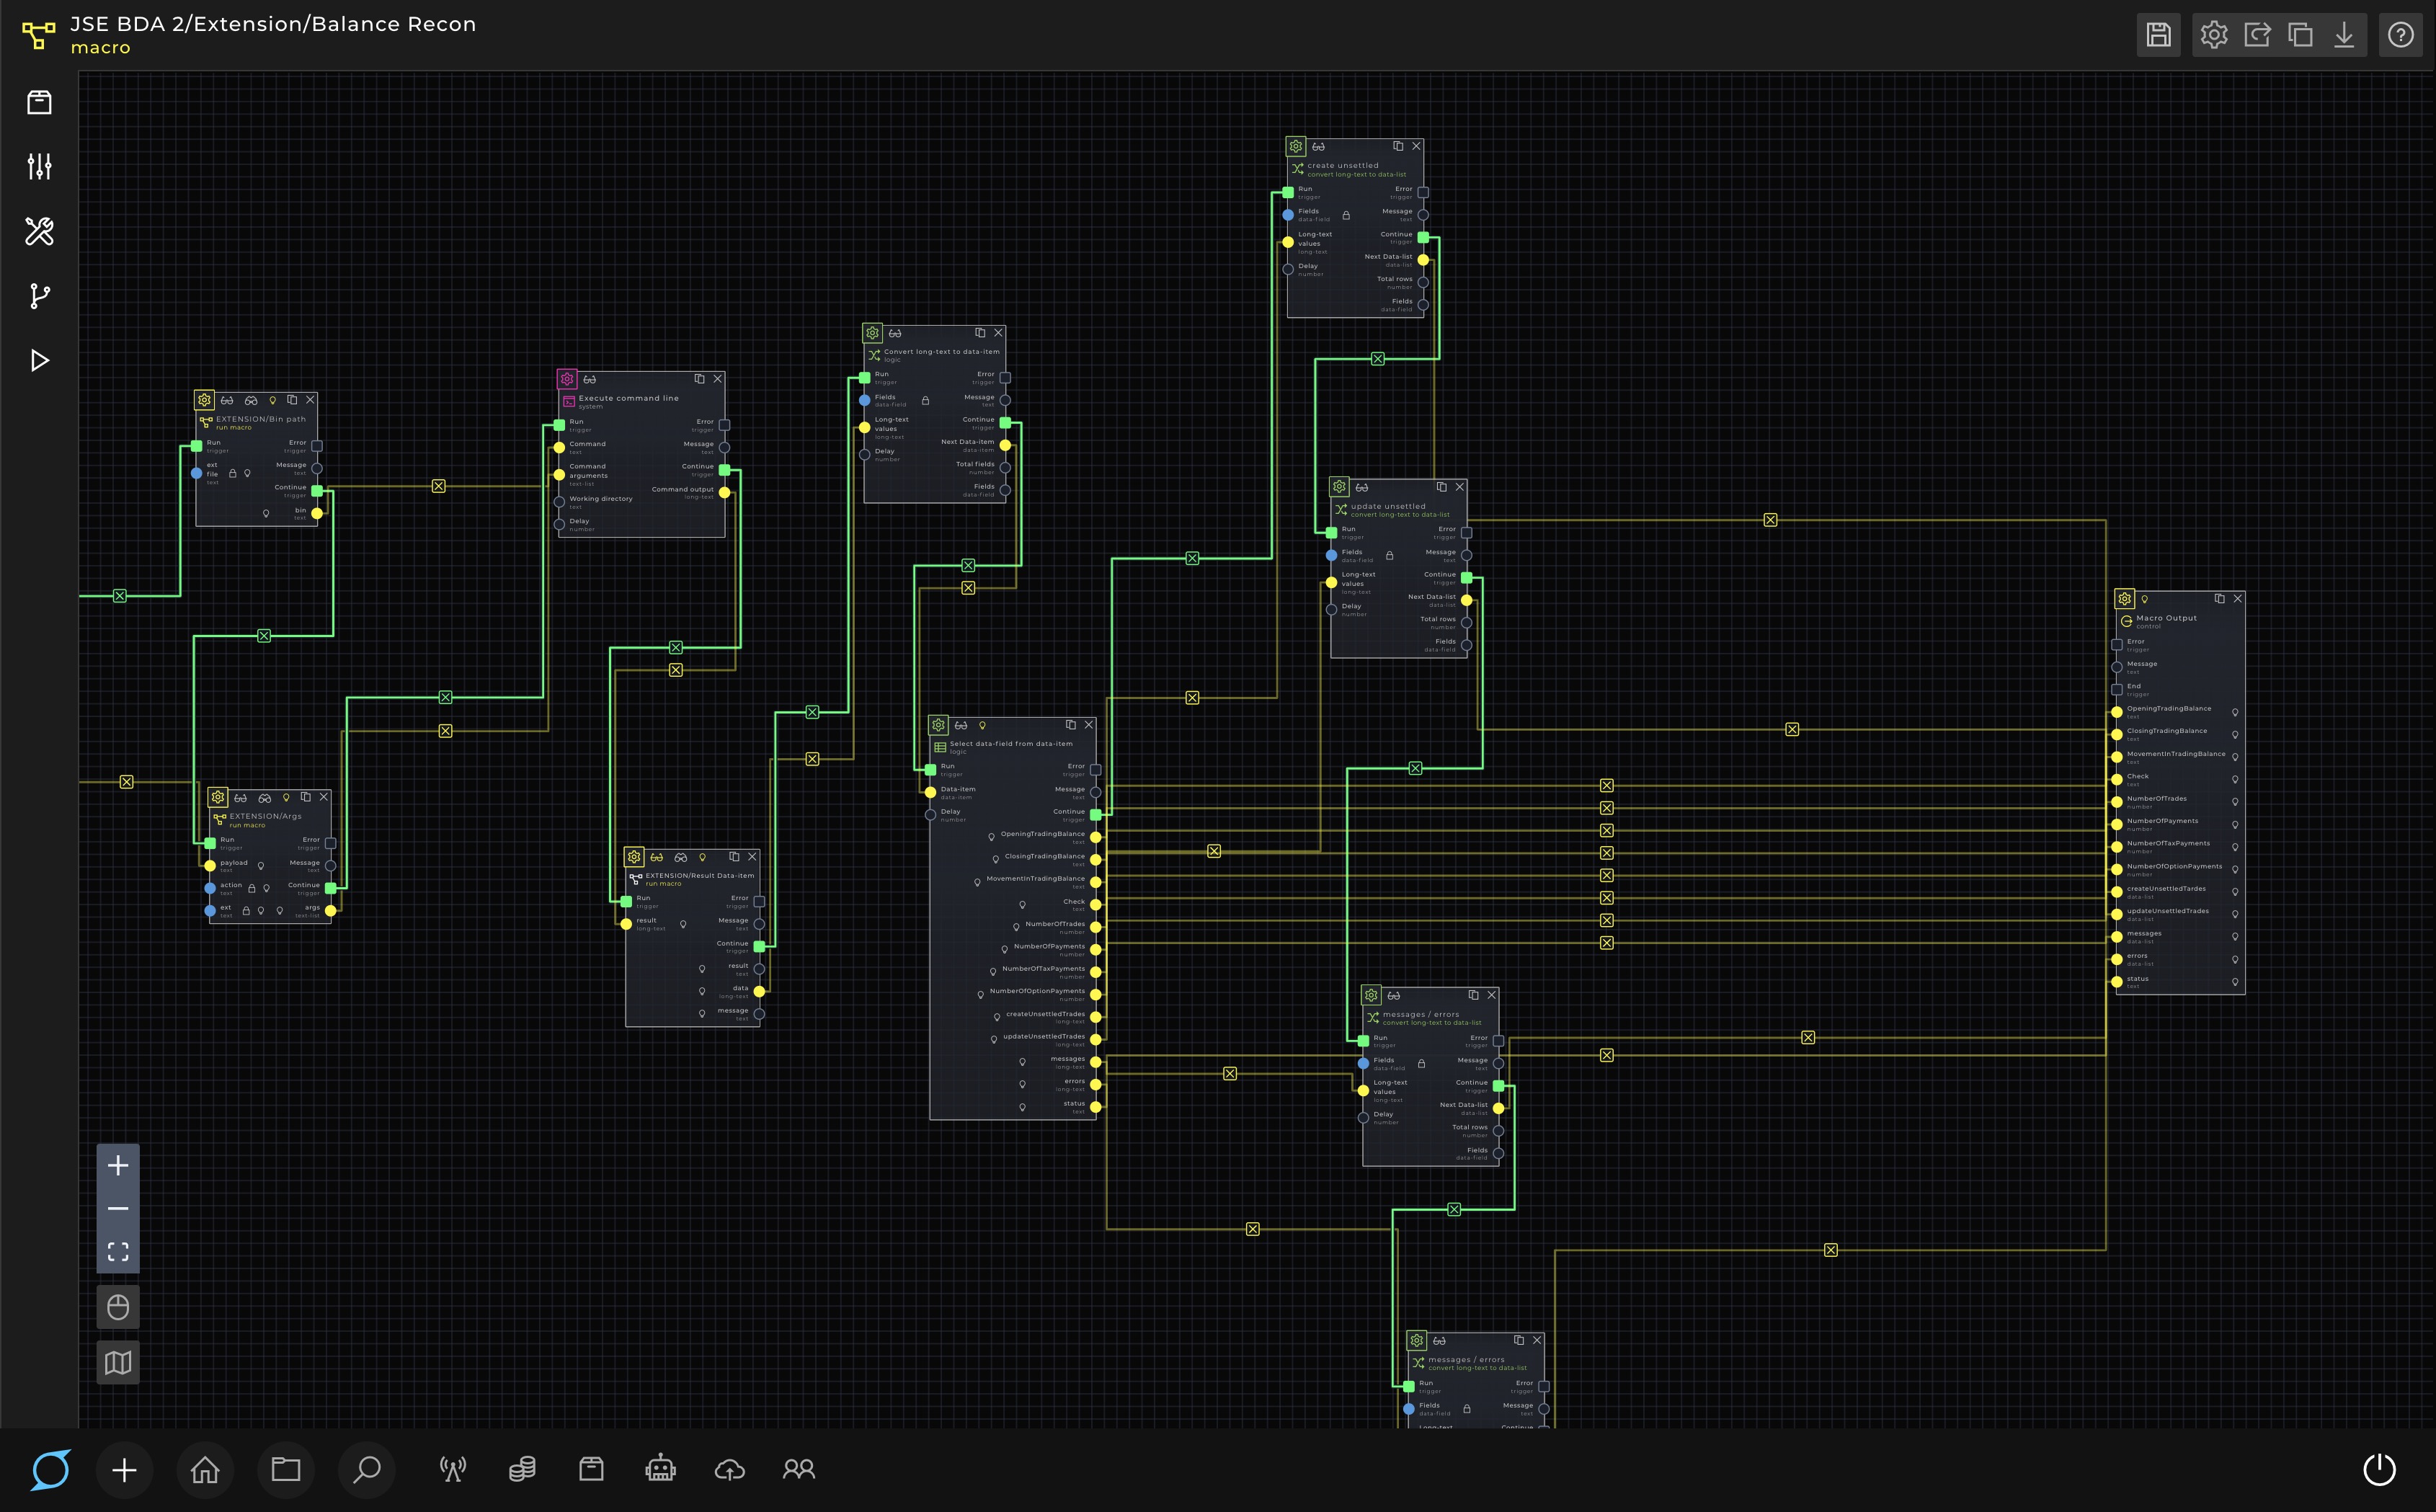 JSE BDA 2/Extension/Balance Recon
macro
create unsettled
convert long-text to data-list
Run
trigger
Error
trigger
Fields
data-field
Message
text
Long-text
values
long-text
Continue
trigger
Delay
number
Next Data-list
data-list
Total rows
number
Fields
data-field
Convert long-text to data-item
logic
Run
trigger
Error
trigger
Fields
data-field
Message
text
Long-text
values
long-text
Continue
trigger
Delay
number
Next Data-item
data-item
Total fields
number
Fields
data-field
Execute command line
system
Run
trigger
Error
trigger
Command
text
Message
text
Command
arguments
text-list
Continue
trigger
Working directory
text
Command output
long-text
Delay
number
EXTENSION/Bin path
run macro
Run
trigger
Error
trigger
ext
file
text
Message
text
Continue
trigger
bin
text
update unsettled
convert long-text to data-list
Run
trigger
Error
trigger
Fields
data-field
Message
text
Long-text
values
long-text
Continue
trigger
Delay
number
Next Data-list
data-list
Total rows
number
Fields
data-field
Macro Output
control
Error
trigger
Message
text
End
trigger
OpeningTradingBalance
text
ClosingTradingBalance
text
MovementInTradingBalance
text
Check
text
NumberOfTrades
number
NumberOfPayments
number
NumberOfTaxPayments
number
NumberOfOptionPayments
number
createUnsettledTardes
data-list
updateUnsettledTrades
data-list
messages
data-list
errors
data-list
status
text
Select data-field from data-item
logic
Run
trigger
Error
trigger
Data-item
data-item
Message
text
Delay
number
Continue
trigger
OpeningTradingBalance
text
ClosingTradingBalance
text
MovementInTradingBalance
text
Check
text
NumberOfTrades
number
NumberOfPayments
number
NumberOfTaxPayments
number
NumberOfOptionPayments
number
createUnsettledTrades
long-text
updateUnsettledTrades
long-text
messages
long-text
errors
long-text
status
text
EXTENSION/Args
run macro
Run
trigger
Error
trigger
payload
text
Message
text
action
text
Continue
trigger
ext
text
args
text-list
EXTENSION/Result Data-item
run macro
Run
trigger
Error
trigger
result
long-text
Message
text
Continue
trigger
result
text
data
long-text
message
text
messages / errors
convert long-text to data-list
Run
trigger
Error
trigger
Fields
data-field
Message
text
Long-text
values
long-text
Continue
trigger
Delay
number
Next Data-list
data-list
Total rows
number
Fields
data-field
messages / errors
convert long-text to data-list
Run
trigger
Error
trigger
Fields
data-field
Message
text
Long-text
Continue